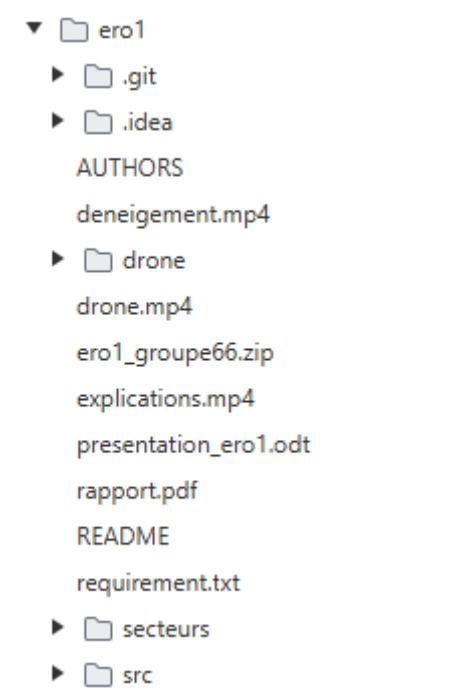 ero1
.git
.idea
AUTHORS
deneigement.mp4
drone
drone.mp4
ero1_groupe66.zip
explications.mp4
presentation_ero1.odt
rapport.pdf
README
requirement.txt
secteurs
src